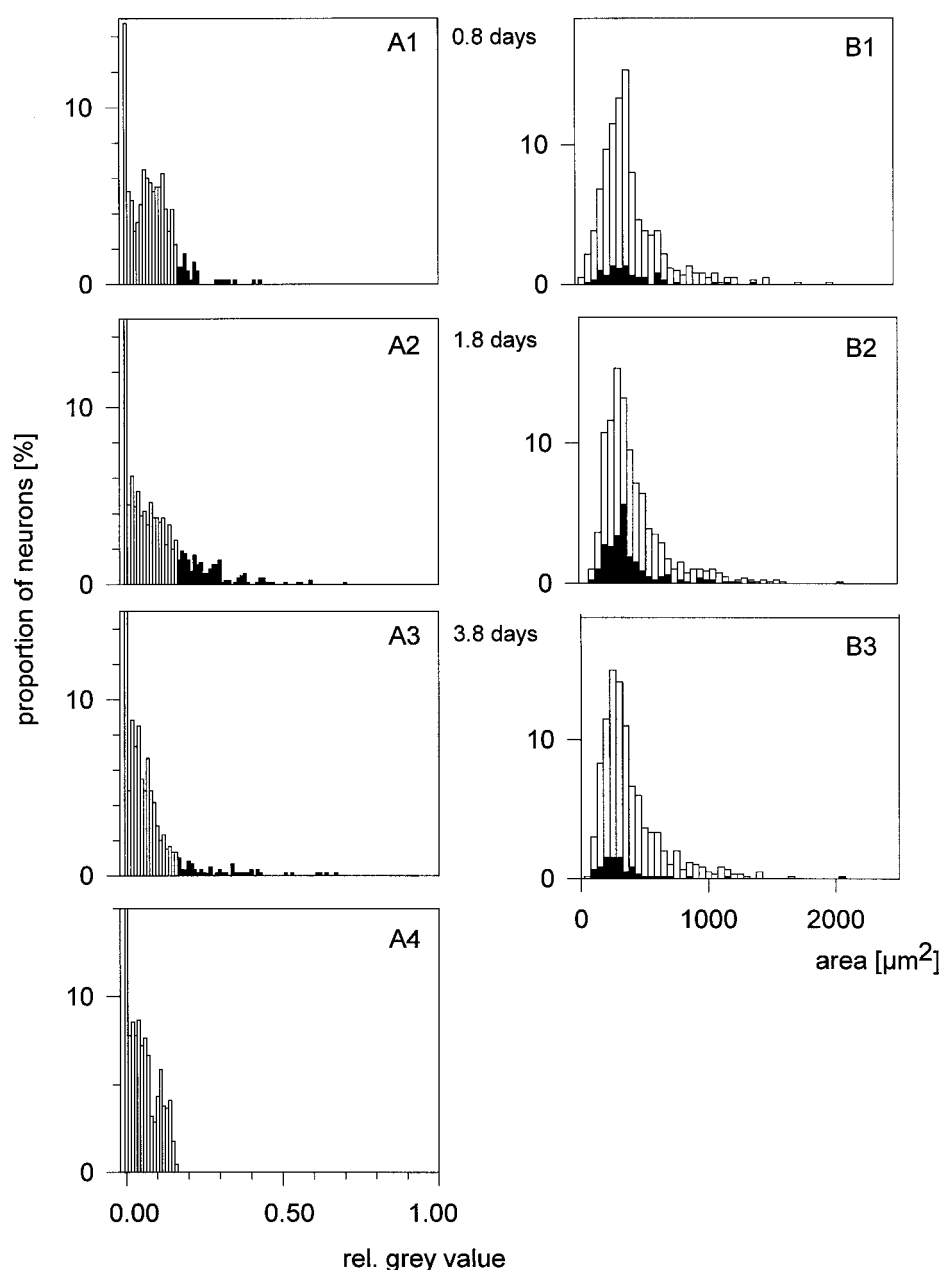 A1
0.8 days
B1
10
0
10
0
A2
1.8 days
B2
10
0
10
0
proportion of neurons [%]
A3
3.8 days
B3
10
0
10
0
0 1000 2000
area [µm²]
A4
10
0
0.00 0.50 1.00
rel. grey value